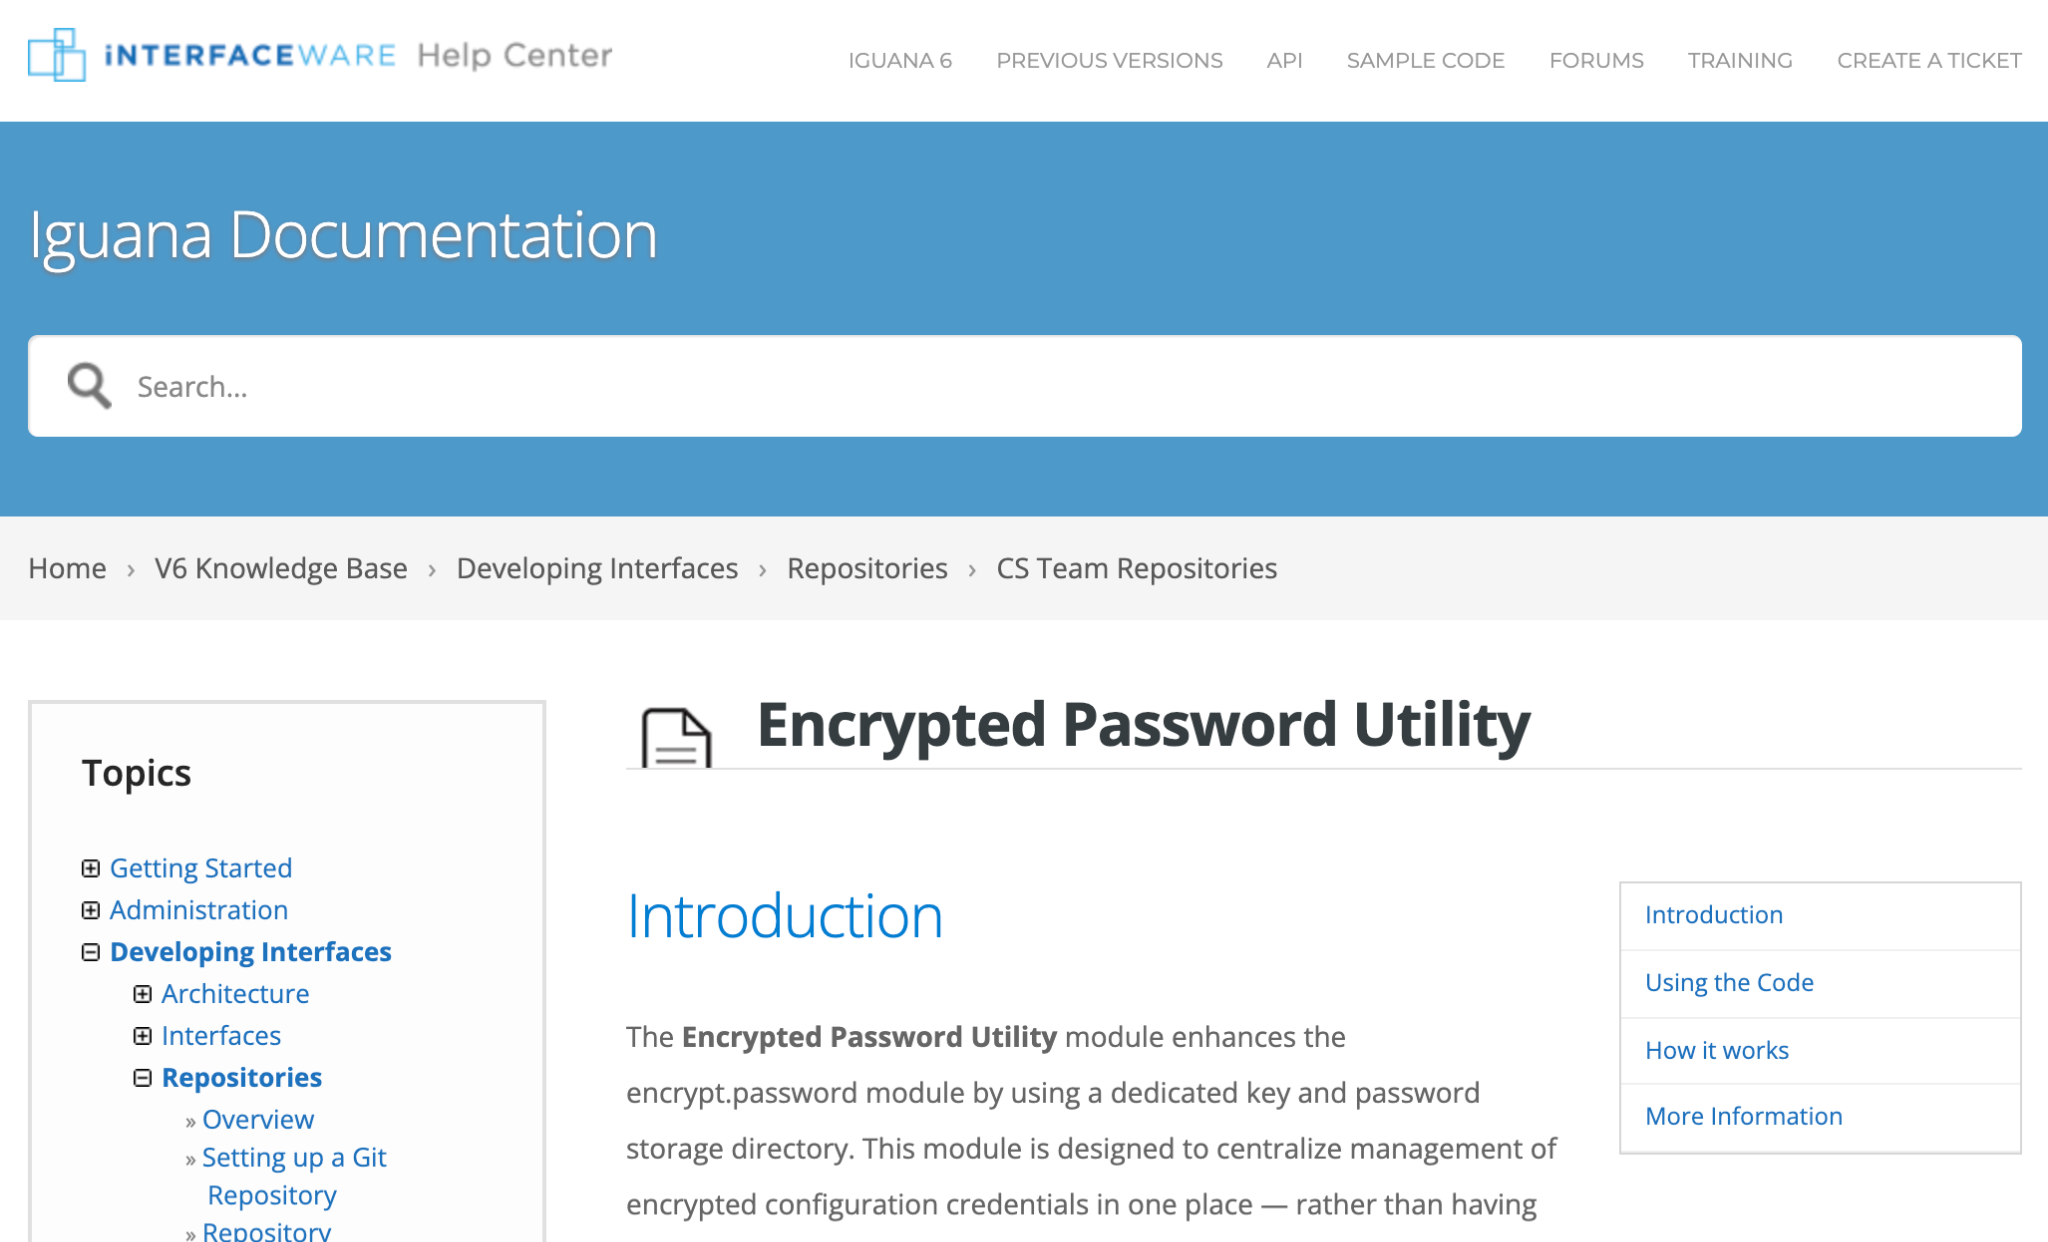 iNTERFACEWARE Help Center
IGUANA 6 PREVIOUS VERSIONS API SAMPLE CODE FORUMS TRAINING CREATE A TICKET
Iguana Documentation
Search...
Home › V6 Knowledge Base › Developing Interfaces › Repositories › CS Team Repositories
Topics
Getting Started
Administration
Developing Interfaces
Architecture
Interfaces
Repositories
» Overview
» Setting up a Git
Repository
» Repository
Encrypted Password Utility
Introduction
The Encrypted Password Utility module enhances the
encrypt.password module by using a dedicated key and password
storage directory. This module is designed to centralize management of
encrypted configuration credentials in one place — rather than having
Introduction
Using the Code
How it works
More Information